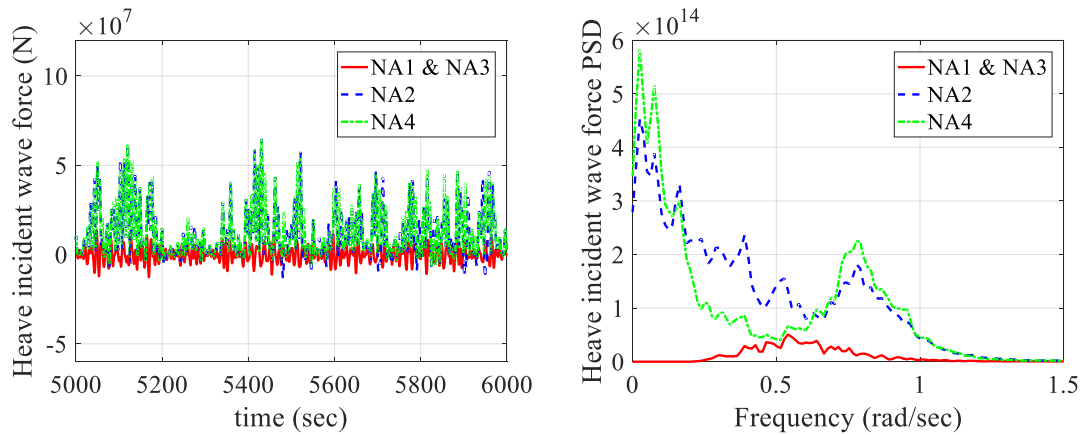 ×10^7
Heave incident wave force (N)
10
5
0
-5
5000 5200 5400 5600 5800 6000
time (sec)
NA1 & NA3
NA2
NA4
×10^14
Heave incident wave force PSD
6
5
4
3
2
1
0
0 0.5 1 1.5
Frequency (rad/sec)
NA1 & NA3
NA2
NA4